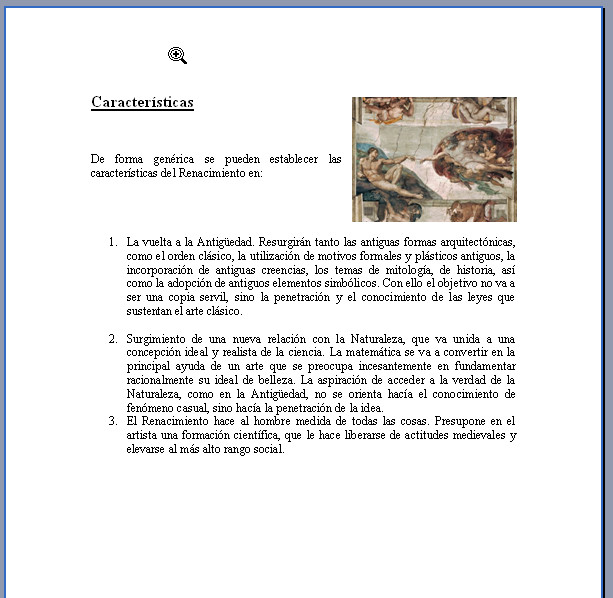 Características
De forma genérica se pueden establecer las
características del Renacimiento en:
1. La vuelta a la Antigüedad. Resurgirán tanto las antiguas formas arquitectónicas,
como el orden clásico, la utilización de motivos formales y plásticos antiguos, la
incorporación de antiguas creencias, los temas de mitología, de historia, así
como la adopción de antiguos elementos simbólicos. Con ello el objetivo no va a
ser una copia servil, sino la penetración y el conocimiento de las leyes que
sustentan el arte clásico.
2. Surgimiento de una nueva relación con la Naturaleza, que va unida a una
concepción ideal y realista de la ciencia. La matemática se va a convertir en la
principal ayuda de un arte que se preocupa incesantemente en fundamentar
racionalmente su ideal de belleza. La aspiración de acceder a la verdad de la
Naturaleza, como en la Antigüedad, no se orienta hacía el conocimiento de
fenómeno casual, sino hacía la penetración de la idea.
3. El Renacimiento hace al hombre medida de todas las cosas. Presupone en el
artista una formación científica, que le hace liberarse de actitudes medievales y
elevarse al más alto rango social.